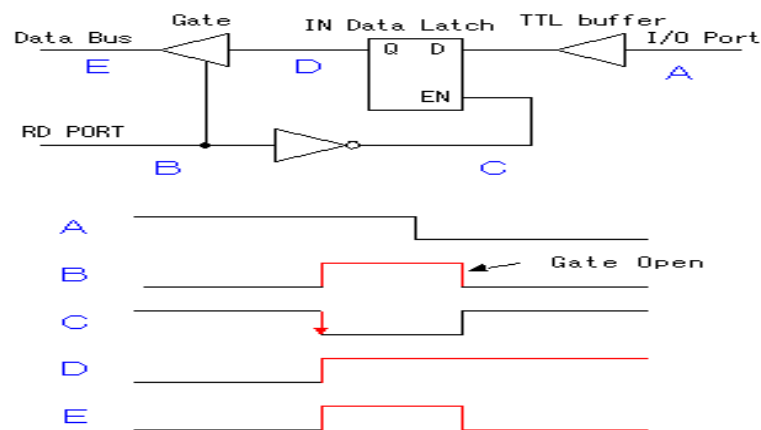 Gate IN Data Latch TTL buffer
Data Bus Q D I/O Port
E D A
EN
RD PORT
B C
A
B Gate Open
C
D
E